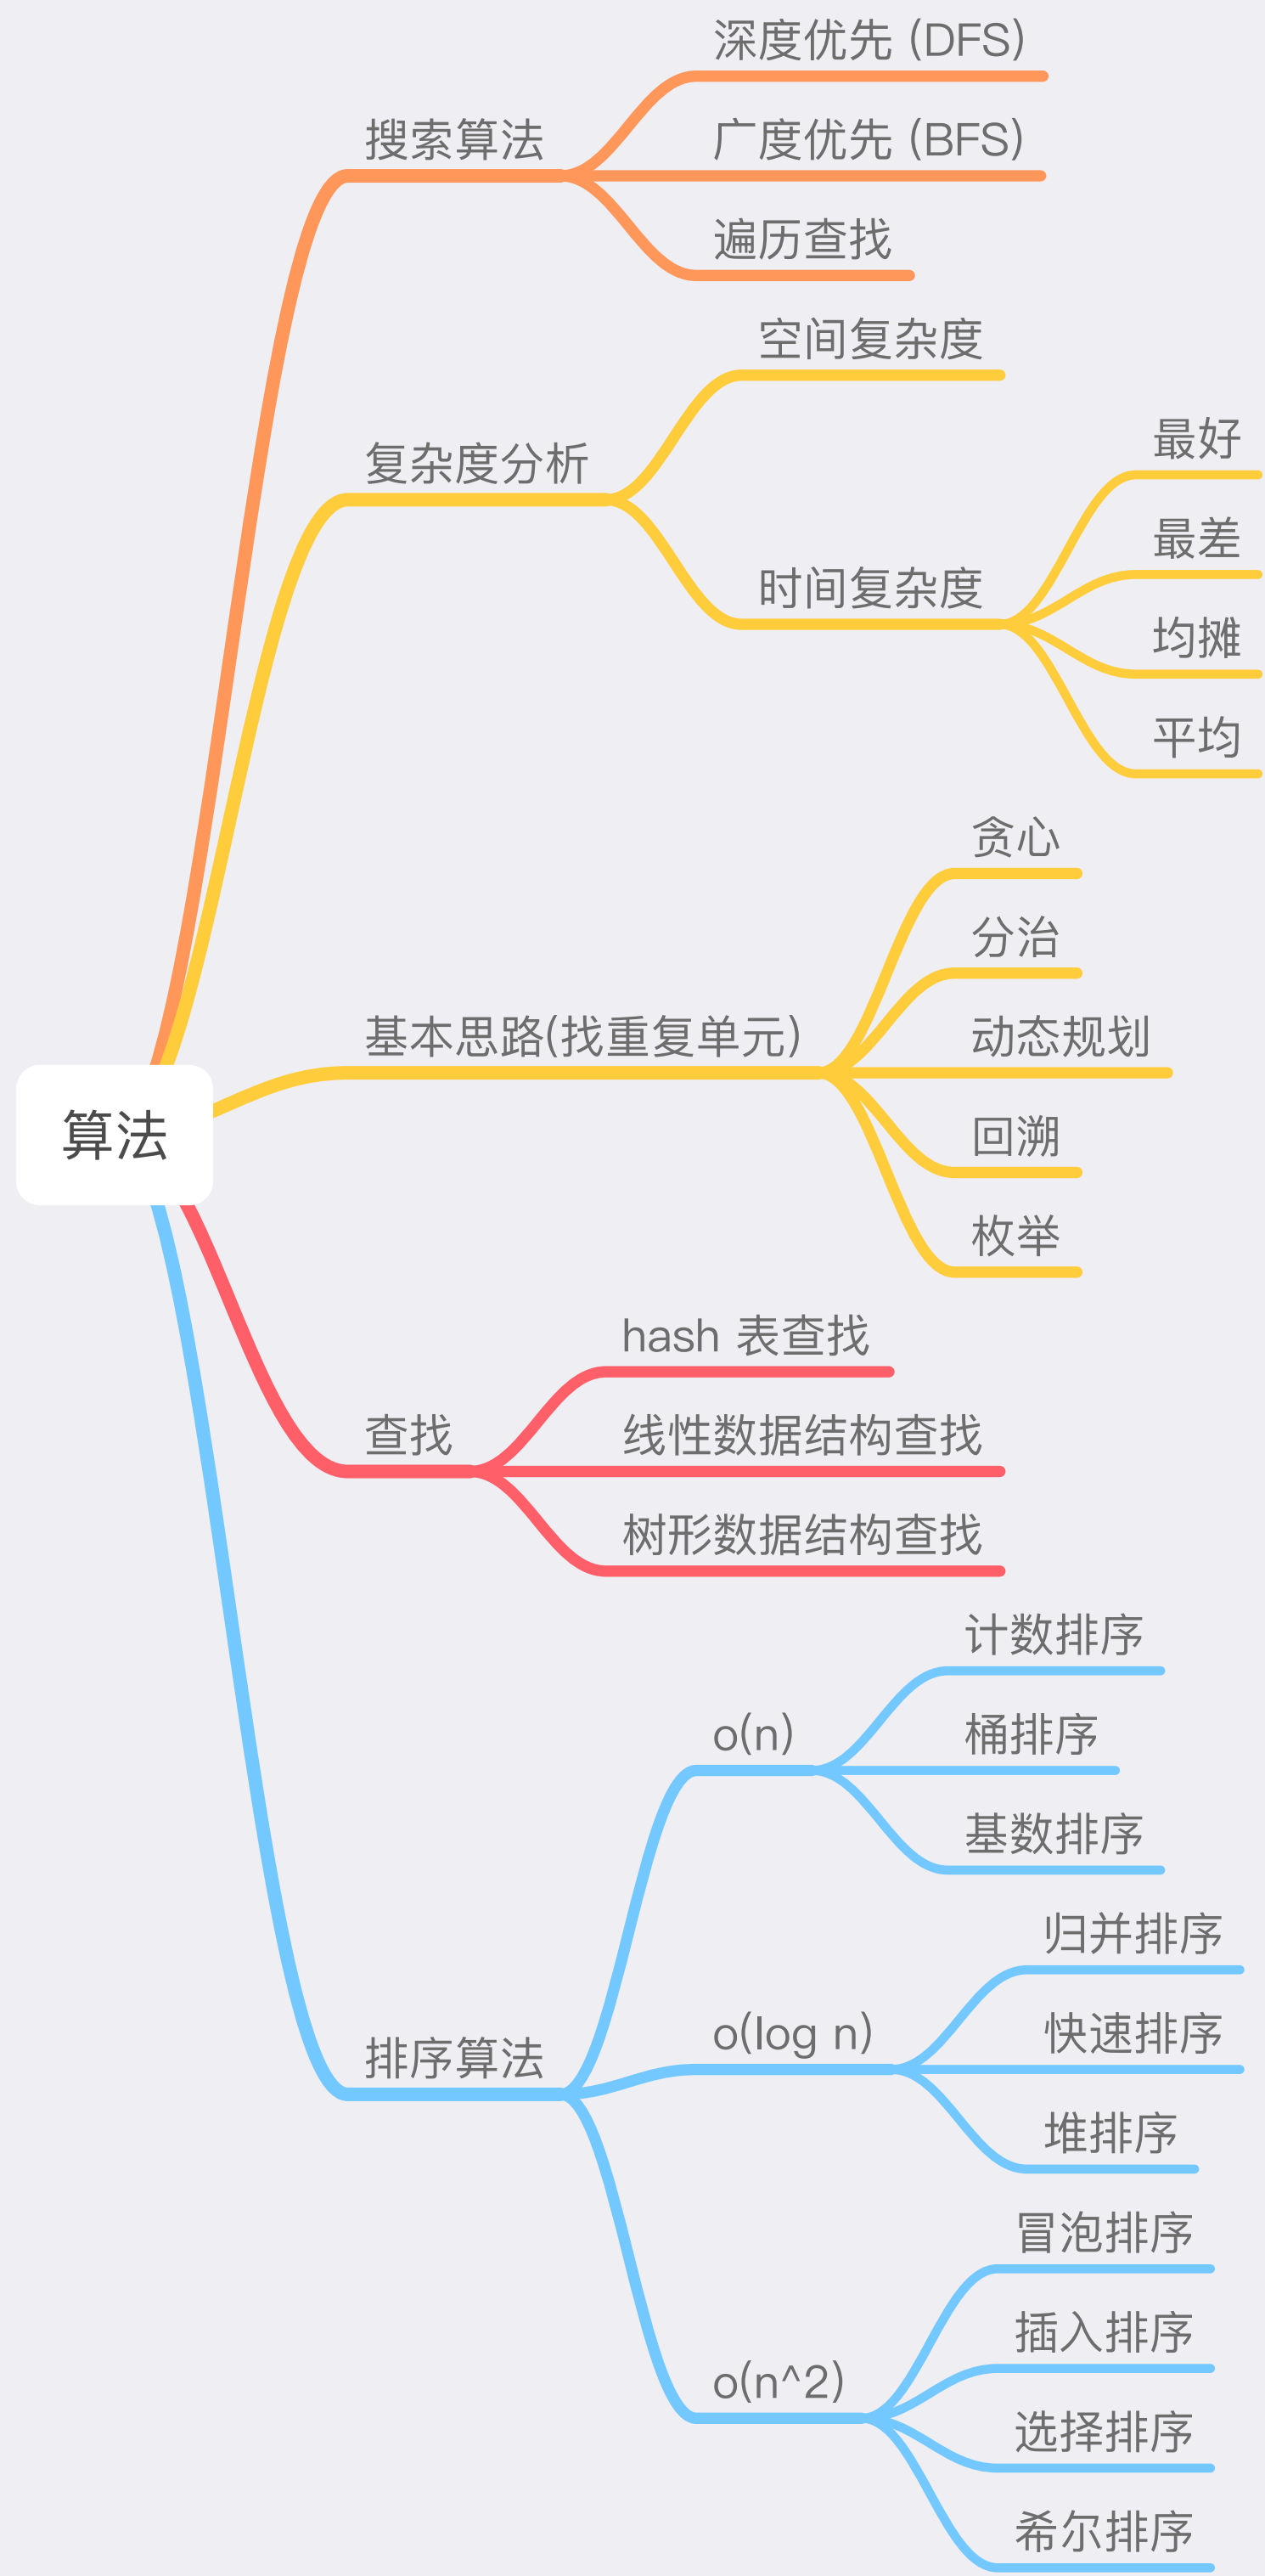 算法
搜索算法
深度优先 (DFS)
广度优先 (BFS)
遍历查找
复杂度分析
空间复杂度
时间复杂度
最好
最差
均摊
平均
基本思路(找重复单元)
贪心
分治
动态规划
回溯
枚举
查找
hash 表查找
线性数据结构查找
树形数据结构查找
排序算法
o(n)
计数排序
桶排序
基数排序
o(log n)
归并排序
快速排序
堆排序
o(n^2)
冒泡排序
插入排序
选择排序
希尔排序